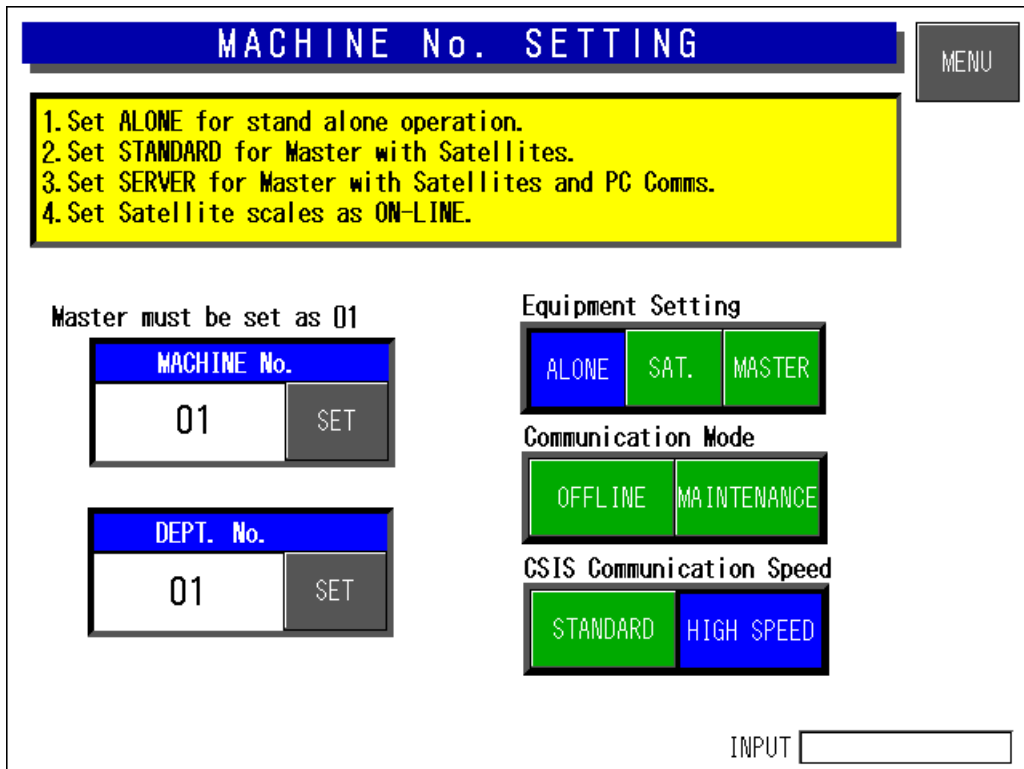 MACHINE No. SETTING
MENU
1.Set ALONE for stand alone operation.
2.Set STANDARD for Master with Satellites.
3.Set SERVER for Master with Satellites and PC Comms.
4.Set Satellite scales as ON-LINE.
Master must be set as 01
MACHINE No.
01 SET
DEPT. No.
01 SET
Equipment Setting
ALONE SAT. MASTER
Communication Mode
OFFLINE MAINTENANCE
CSIS Communication Speed
STANDARD HIGH SPEED
INPUT